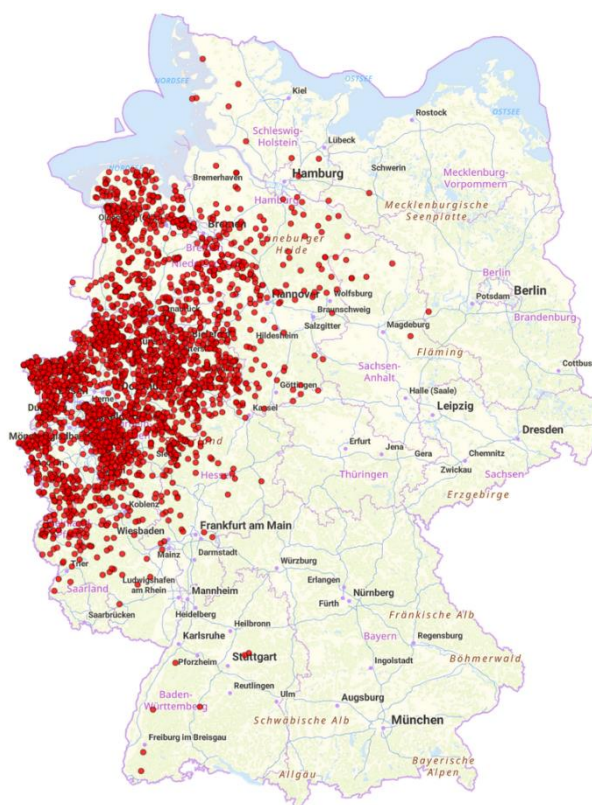 NORDSEE
OSTSEE
Kiel
Rostock
OSTSEE
Schleswig-
Holstein
Lübeck
Schwerin
Mecklenburg-
Vorpommern
Bremerhaven
Hamburg
Hamburg
Mecklenburgische
Seenplatte
Bremen
Heide
Berlin
Berlin
Hannover
Wolfsburg
Potsdam
Braunschweig
Brandenburg
Salzgitter
Hildesheim
Magdeburg
Fläming
Cottbus
Sachsen-
Anhalt
Göttingen
Halle (Saale)
Kassel
Leipzig
Dresden
Erfurt
Jena
Gera
Chemnitz
Thüringen
Zwickau
Sachsen
Erzgebirge
Koblenz
Wiesbaden
Frankfurt am Main
Mainz
Darmstadt
Würzburg
Trier
Ludwigshafen
am Rhein
Mannheim
Erlangen
Nürnberg
Fürth
Saarland
Saarbrücken
Heidelberg
Fränkische Alb
Heilbronn
Karlsruhe
Bayern
Regensburg
Böhmerwald
Pforzheim
Stuttgart
Ingolstadt
Baden-
Württemberg
Reutlingen
Ulm
Augsburg
Schwäbische Alb
München
Freiburg im Breisgau
Allgäu
Bayerische
Alpen